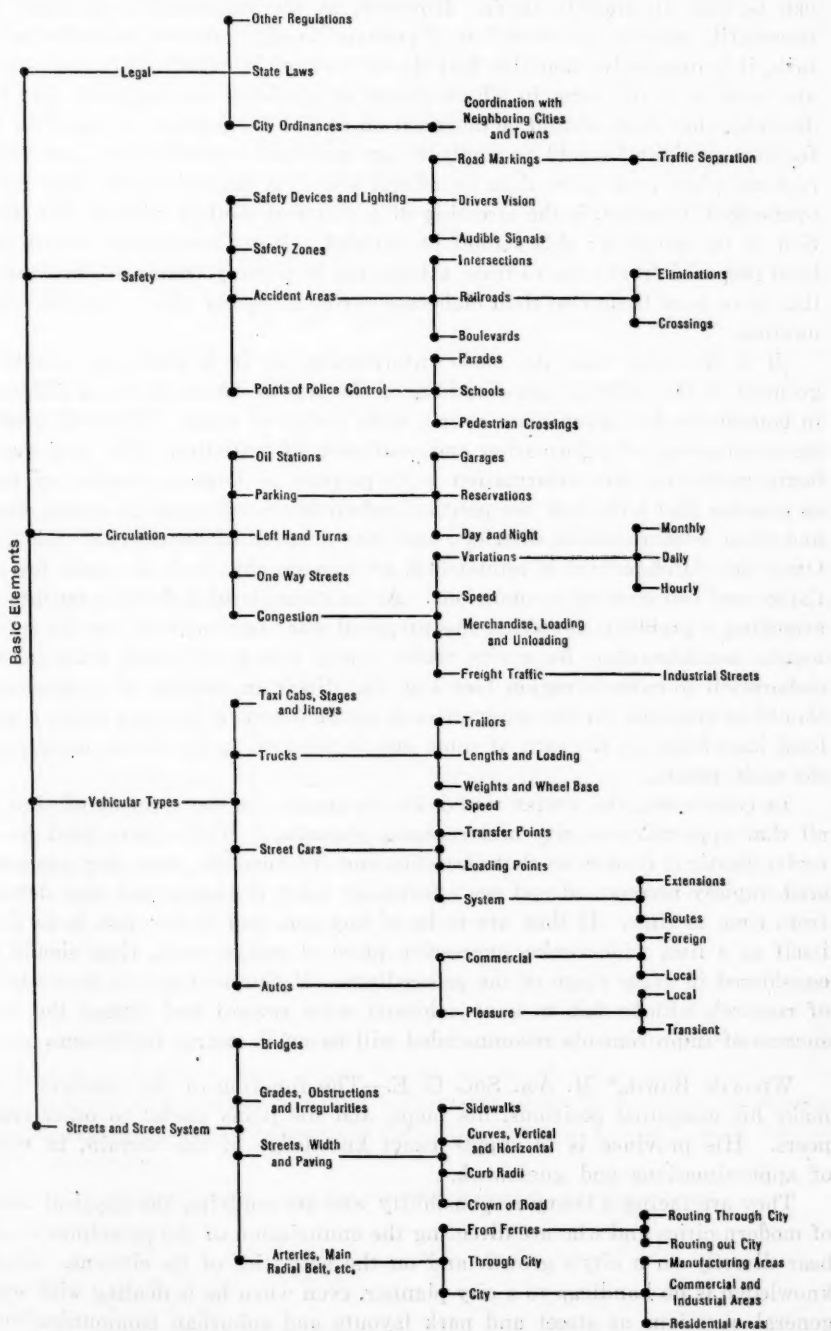 Basic Elements
Legal
Other Regulations
State Laws
City Ordinances
Coordination with
Neighboring Cities
and Towns
Safety
Safety Devices and Lighting
Road Markings
Traffic Separation
Drivers Vision
Audible Signals
Safety Zones
Accident Areas
Intersections
Railroads
Eliminations
Crossings
Boulevards
Points of Police Control
Parades
Schools
Pedestrian Crossings
Circulation
Oil Stations
Parking
Garages
Reservations
Day and Night
Left Hand Turns
One Way Streets
Congestion
Variations
Monthly
Daily
Hourly
Speed
Merchandise, Loading
and Unloading
Freight Traffic
Industrial Streets
Vehicular Types
Taxi Cabs, Stages
and Jitneys
Trucks
Trailors
Lengths and Loading
Weights and Wheel Base
Street Cars
Speed
Transfer Points
Loading Points
System
Extensions
Routes
Autos
Commercial
Foreign
Local
Pleasure
Local
Transient
Streets and Street System
Bridges
Grades, Obstructions
and Irregularities
Streets, Width
and Paving
Sidewalks
Curves, Vertical
and Horizontal
Curb Radii
Crown of Road
Arteries, Main
Radial Belt, etc,
Front Ferries
Routing Through City
Routing out City
Through City
City
Manufacturing Areas
Commercial and
Industrial Areas
Residential Areas